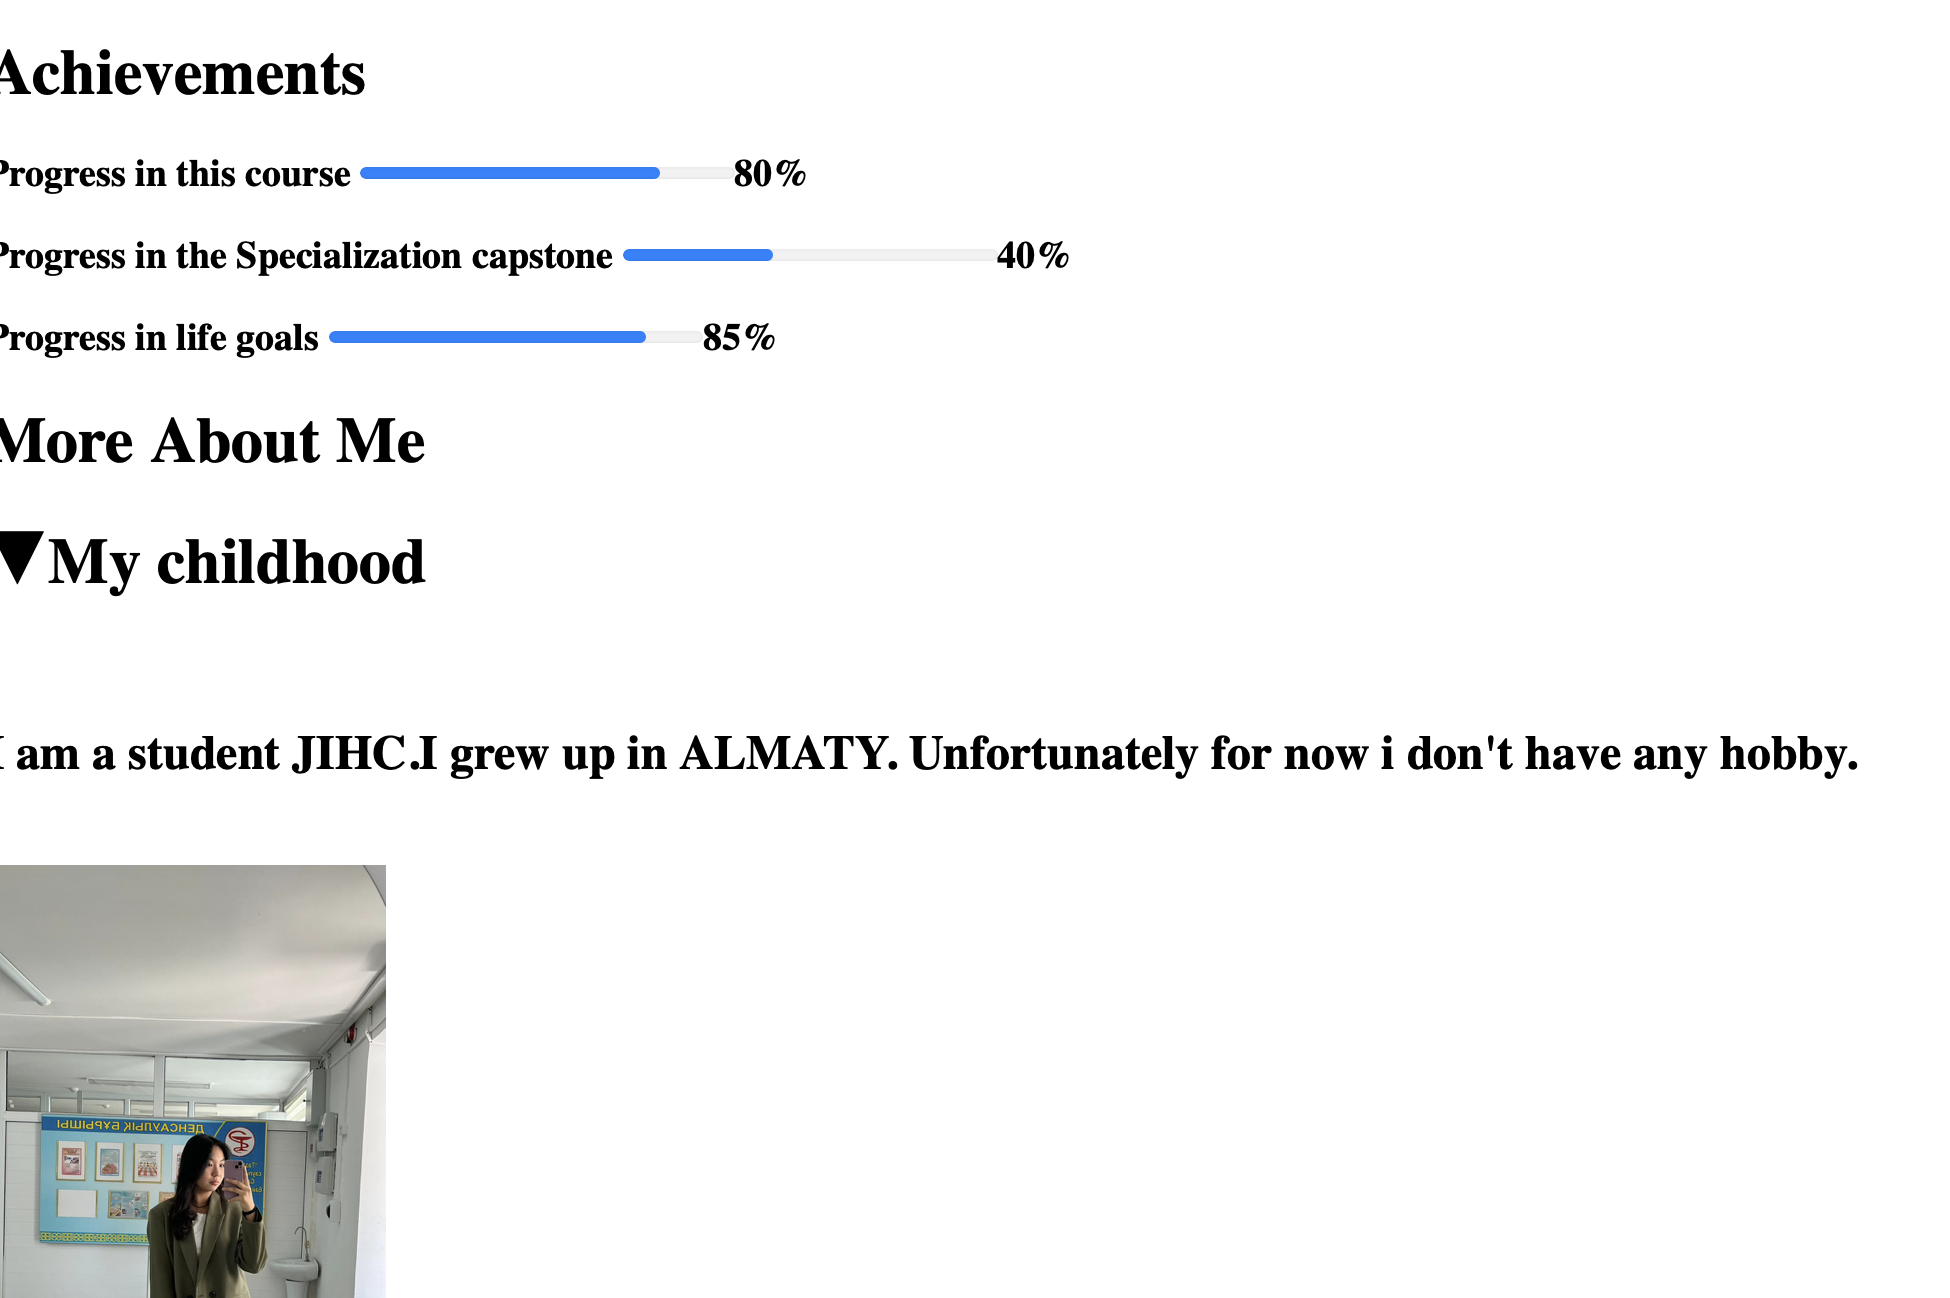 Achievements
Progress in this course 80%
Progress in the Specialization capstone 40%
Progress in life goals 85%
More About Me
▼My childhood
I am a student JIHC.I grew up in ALMATY. Unfortunately for now i don't have any hobby.
ДЕНСАУЛЫҚ БҰРЫШЫ